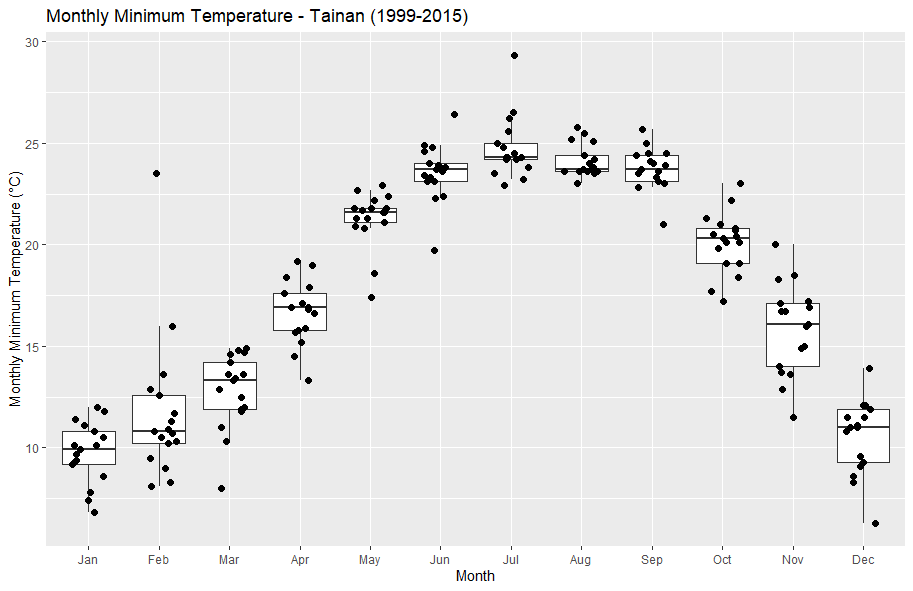 Monthly Minimum Temperature - Tainan (1999-2015)
30
25
20
15
10
Monthly Minimum Temperature (°C)
Jan Feb Mar Apr May Jun Jul Aug Sep Oct Nov Dec
Month